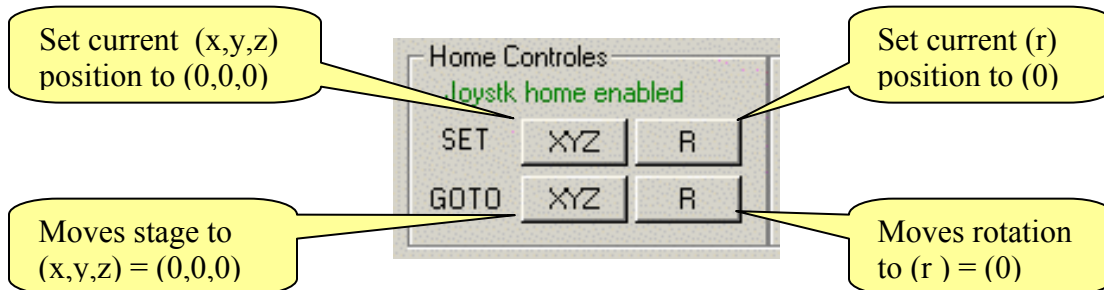 Set current (x,y,z)
position to (0,0,0)
Home Controles
Joystk home enabled
SET XYZ R
GOTO XYZ R
Set current (r)
position to (0)
Moves stage to
(x,y,z) = (0,0,0)
Moves rotation
to (r ) = (0)